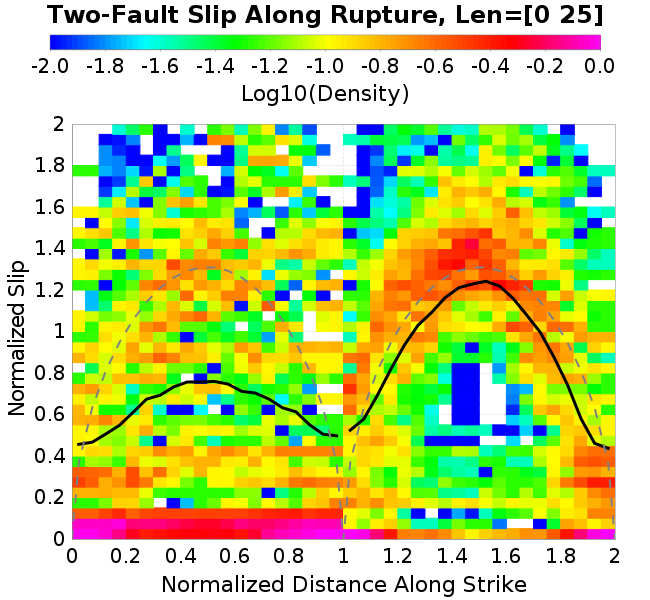 Two-Fault Slip Along Rupture, Len=[0 25]
-2.0 -1.8 -1.6 -1.4 -1.2 -1.0 -0.8 -0.6 -0.4 -0.2 0.0
Log10(Density)
2
1.8
1.6
1.4
1.2
1
0.8
0.6
0.4
0.2
0
Normalized Slip
0 0.2 0.4 0.6 0.8 1 1.2 1.4 1.6 1.8 2
Normalized Distance Along Strike